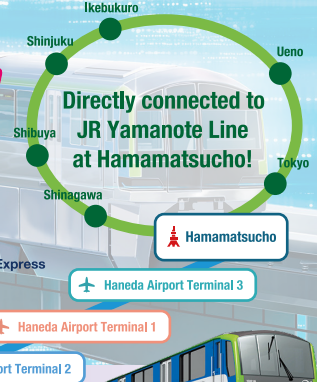 Ikebukuro
Shinjuku
Ueno
Directly connected to
JR Yamanote Line
at Hamamatsucho!
Shibuya
Tokyo
Shinagawa
Hamamatsucho
Express
Haneda Airport Terminal 3
Haneda Airport Terminal 1
ort Terminal 2